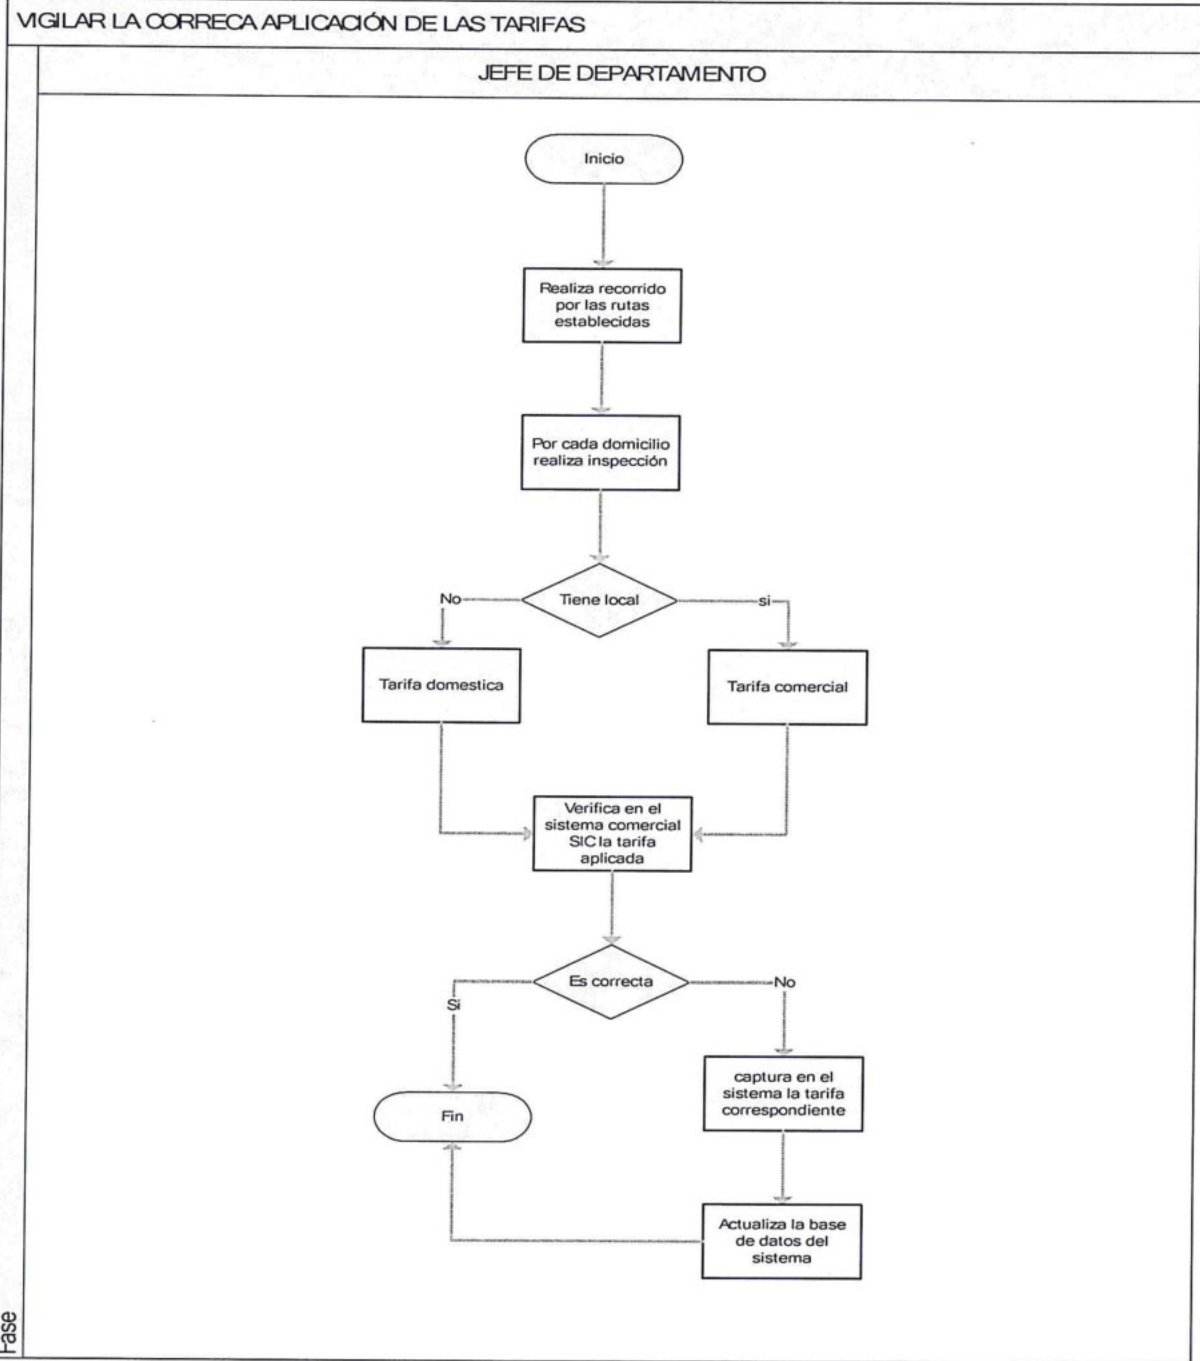 VIGILAR LA CORRECA APLICACIÓN DE LAS TARIFAS
JEFE DE DEPARTAMENTO
Inicio
Realiza recorrido
por las rutas
establecidas
Por cada domicilio
realiza inspección
Tiene local
No
si
Tarifa domestica
Tarifa comercial
Verifica en el
sistema comercial
SIC la tarifa
aplicada
Es correcta
Si
No
captura en el
sistema la tarifa
correspondiente
Fin
Actualiza la base
de datos del
sistema
Fase